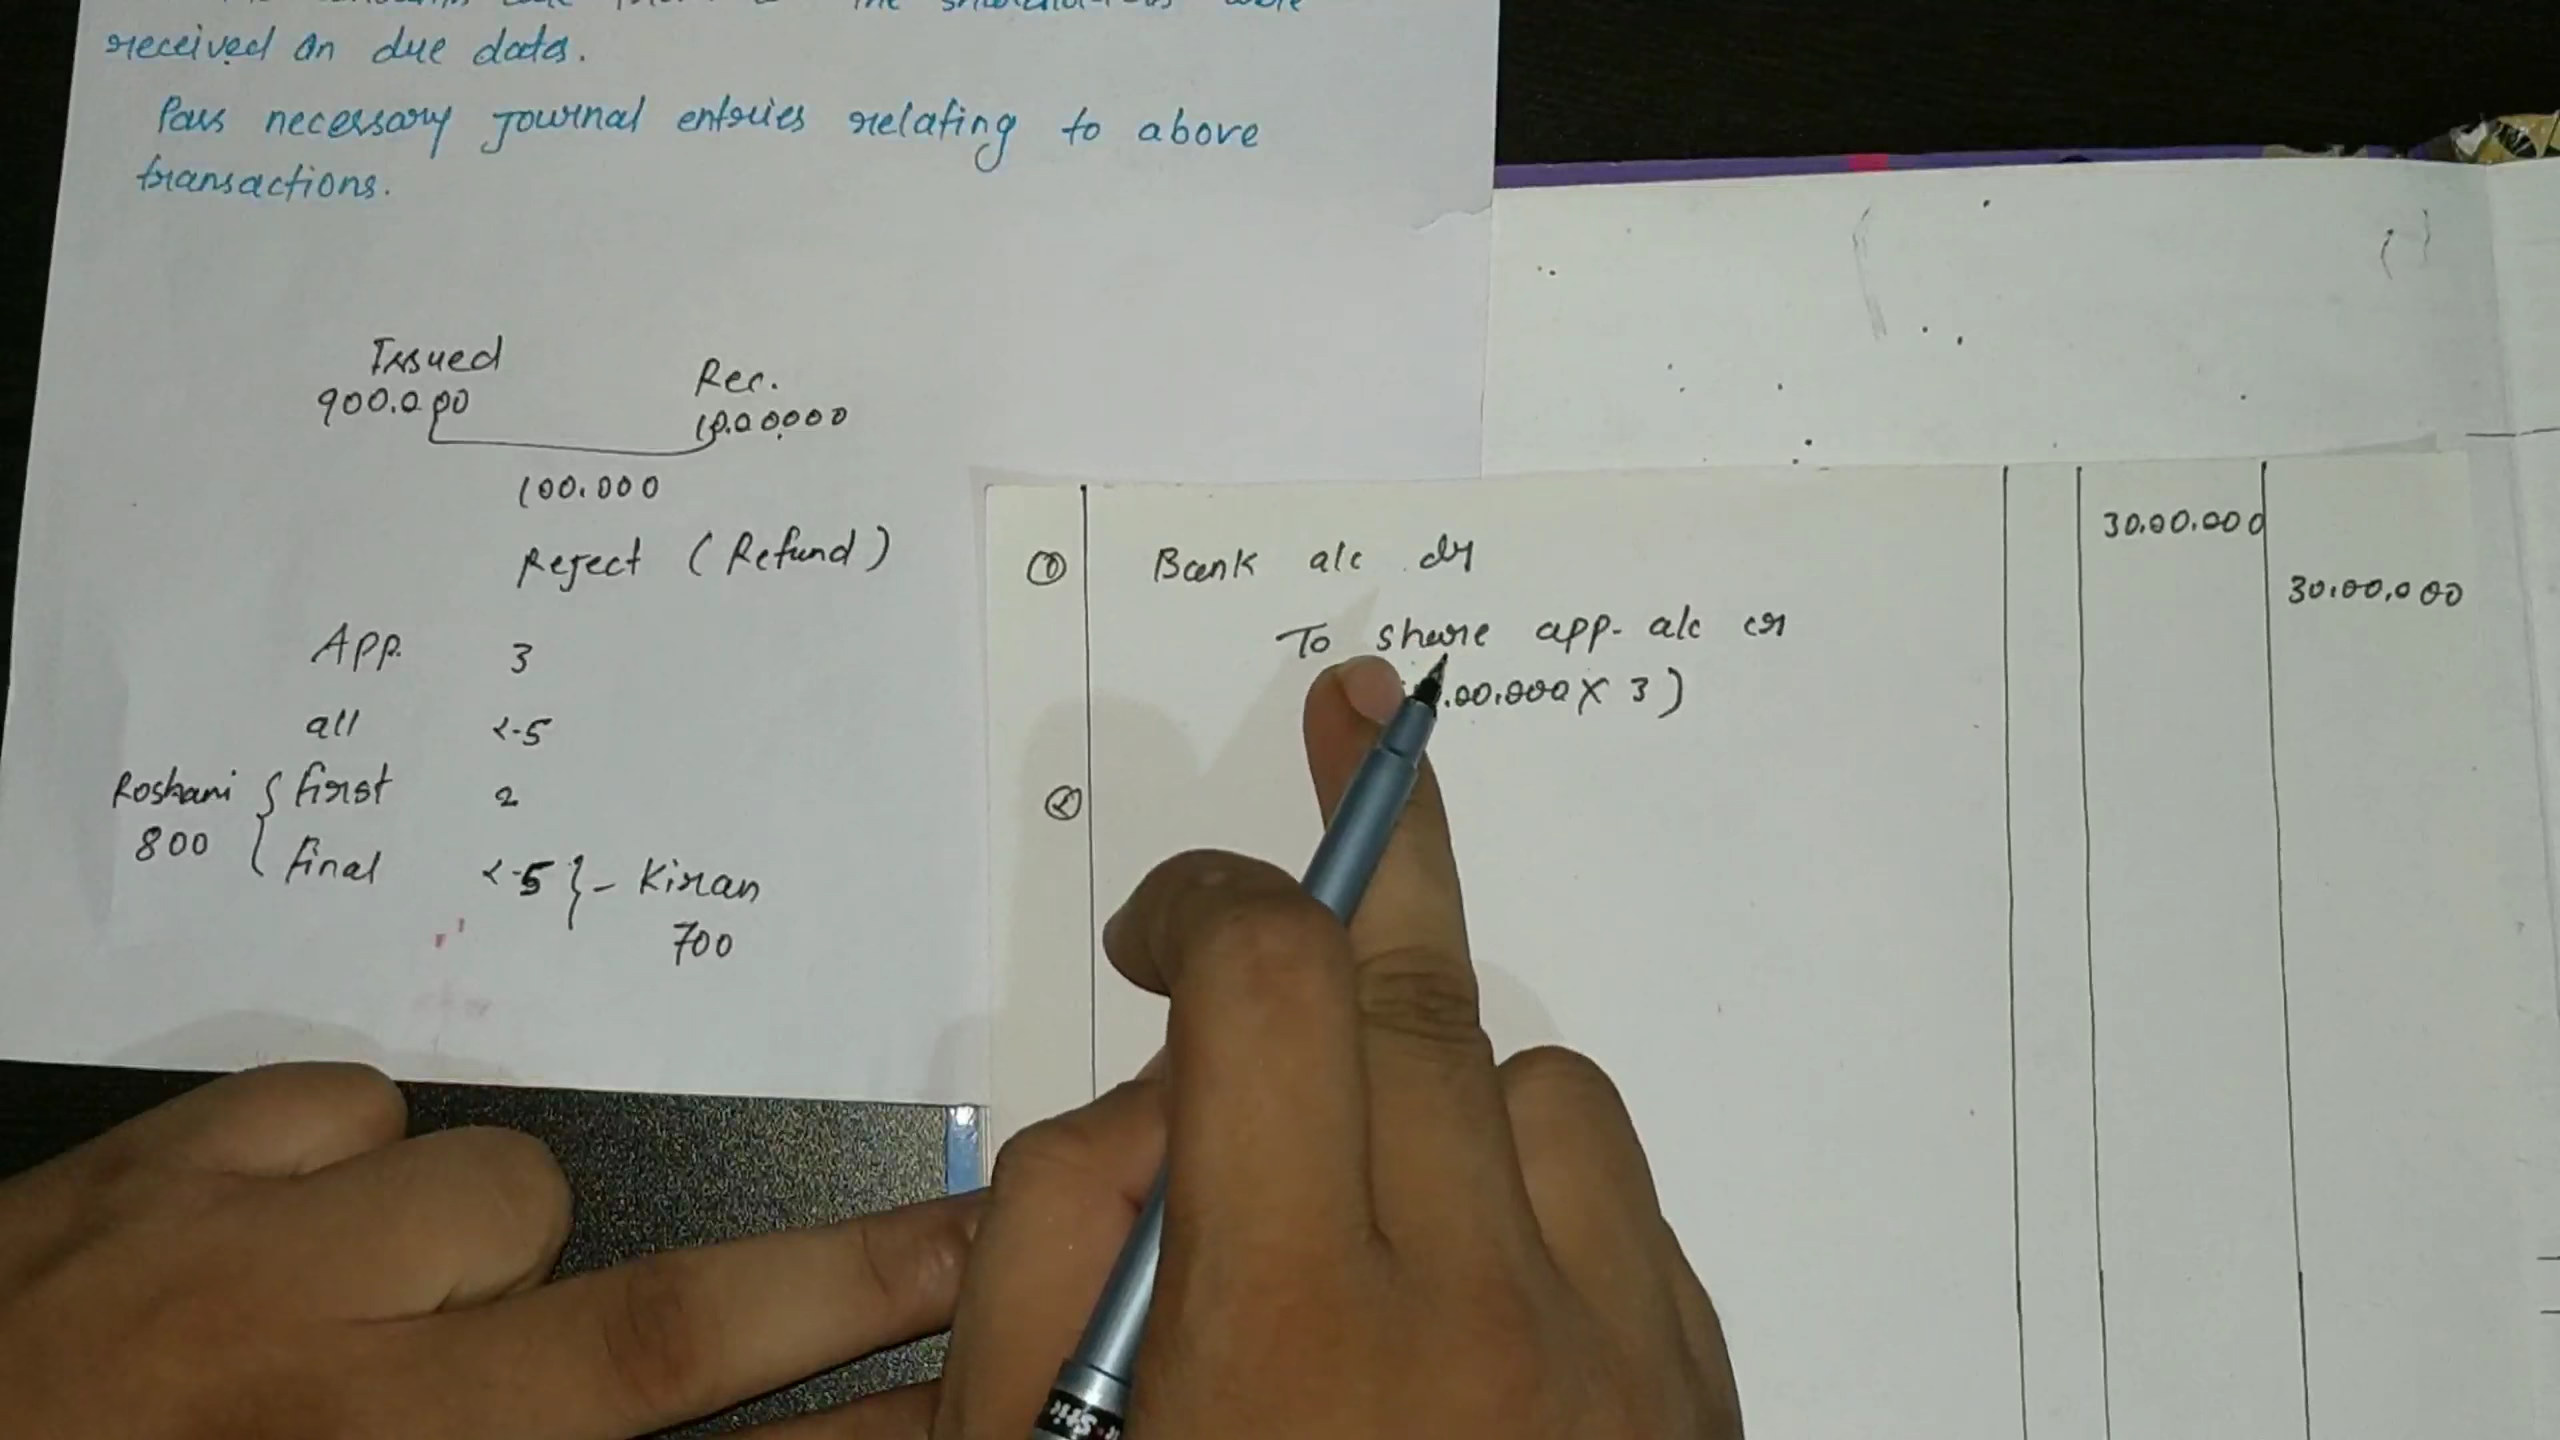 received on due dates.
Pass necessary Journal entries relating to above
transactions.
Issued
900.000
Rec.
10.00.000
100.000
Reject (Refund)
App. 3
all 2.5
Roshani { first 2
800 { final 2.5 } - Kiran
700
① Bank a/c dr 30.00.000
To share app. a/c cr 30.00.000
.00.000 X 3)
②